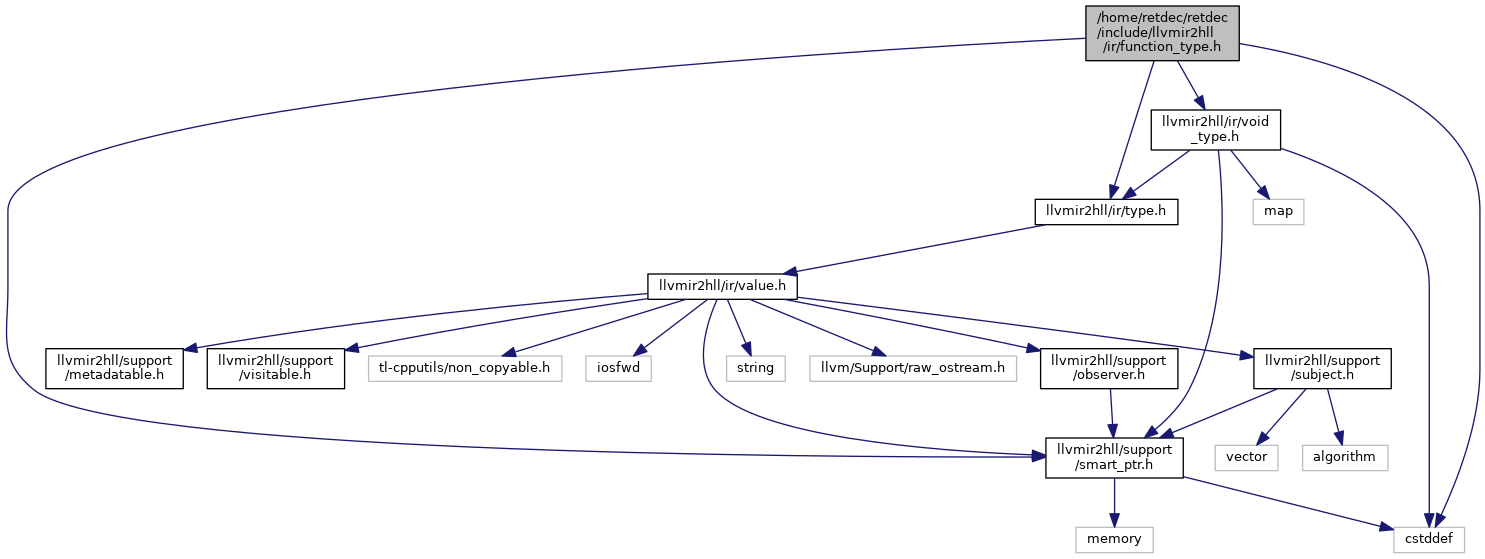 /home/retdec/retdec
/include/llvmir2hll
/ir/function_type.h
llvmir2hll/ir/void
_type.h
llvmir2hll/ir/type.h
map
llvmir2hll/ir/value.h
llvmir2hll/support
/metadatable.h
llvmir2hll/support
/visitable.h
tl-cpputils/non_copyable.h
iosfwd
string
llvm/Support/raw_ostream.h
llvmir2hll/support
/observer.h
llvmir2hll/support
/subject.h
llvmir2hll/support
/smart_ptr.h
vector
algorithm
memory
cstddef